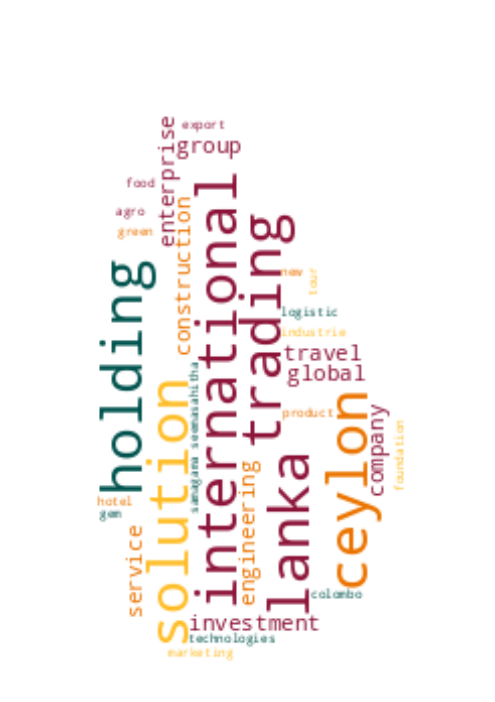 export
group
enterprise
food
agro
green
construction
international
trading
holding
new
tour
logistic
industrie
travel
global
samagama seemasahitha
solution
product
ceylon
company
foundation
lanka
engineering
hotel
gem
service
colombo
investment
technologies
marketing